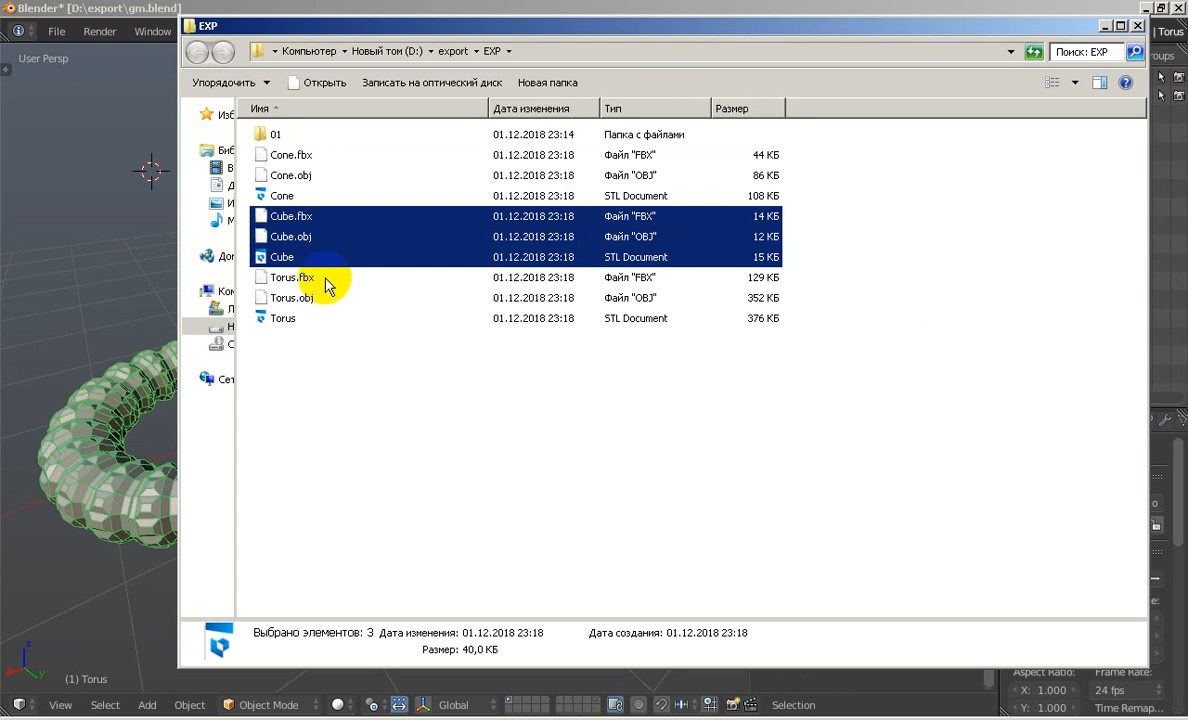 Blender* [D:\export\gm.blend]
File Render Window
User Persp
EXP
Компьютер Новый том (D:) export EXP
Поиск: EXP
Упорядочить Открыть Записать на оптический диск Новая папка
Имя Дата изменения Тип Размер
01 01.12.2018 23:14 Папка с файлами
Cone.fbx 01.12.2018 23:18 Файл "FBX" 44 КБ
Cone.obj 01.12.2018 23:18 Файл "OBJ" 86 КБ
Cone 01.12.2018 23:18 STL Document 108 КБ
Cube.fbx 01.12.2018 23:18 Файл "FBX" 14 КБ
Cube.obj 01.12.2018 23:18 Файл "OBJ" 12 КБ
Cube 01.12.2018 23:18 STL Document 15 КБ
Torus.fbx 01.12.2018 23:18 Файл "FBX" 129 КБ
Torus.obj 01.12.2018 23:18 Файл "OBJ" 352 КБ
Torus 01.12.2018 23:18 STL Document 376 КБ
Изб
Биб
В
Д
И
М
Дог
Ком
Л
Н
С
Сет
Выбрано элементов: 3 Дата изменения: 01.12.2018 23:18 Дата создания: 01.12.2018 23:18
Размер: 40,0 КБ
| Torus
oups
(1) Torus
View Select Add Object Object Mode Global Selection
Aspect Ratio: Frame Rate:
X: 1.000 24 fps
Y: 1.000 Time Remap...